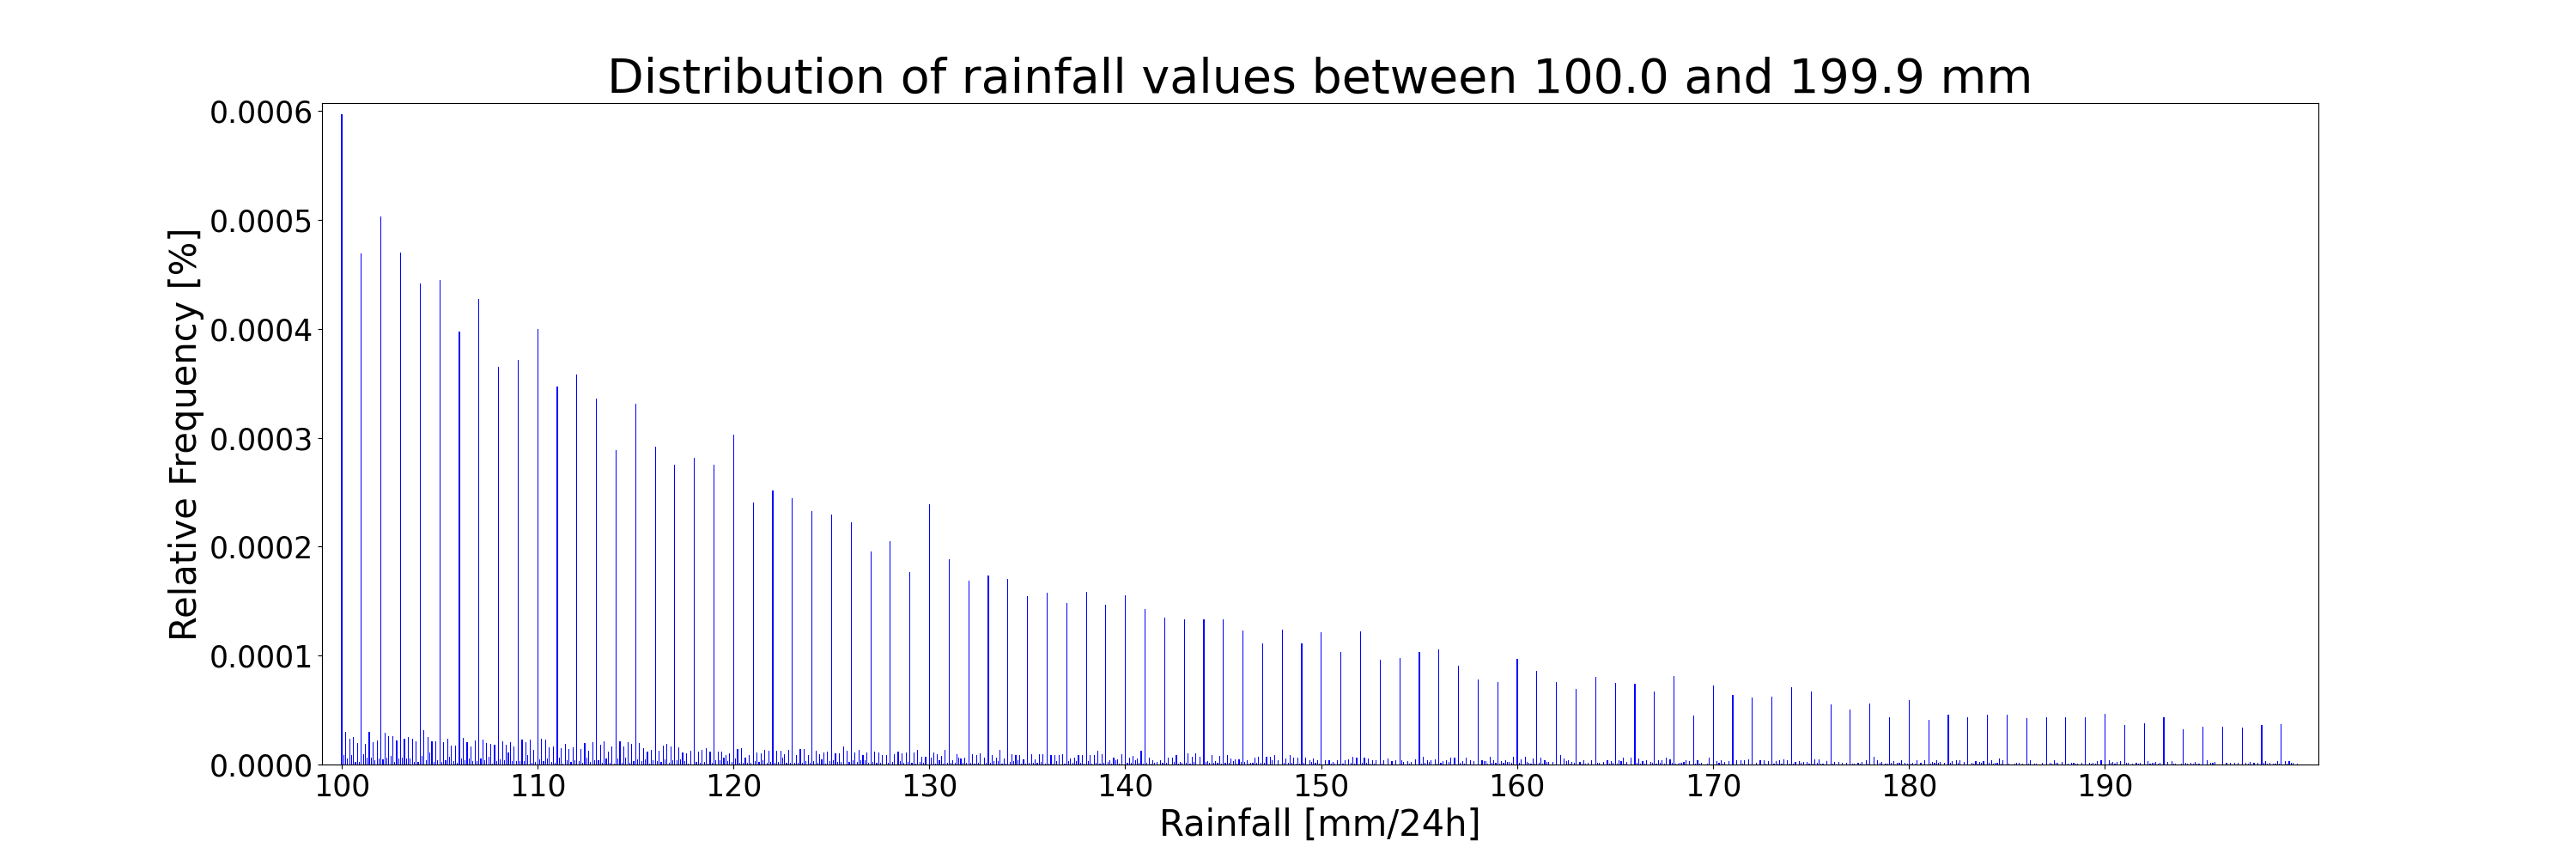 Distribution of rainfall values between 100.0 and 199.9 mm
Relative Frequency [%]
0.0006
0.0005
0.0004
0.0003
0.0002
0.0001
0.0000
100 110 120 130 140 150 160 170 180 190
Rainfall [mm/24h]